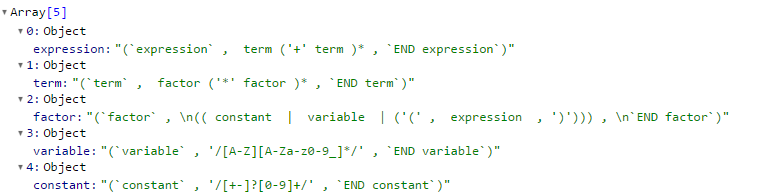 ▼Array[5]
▼0: Object
expression: "(`expression` ,  term ('+' term )* , `END expression`)"
▼1: Object
term: "(`term` ,  factor ('*' factor )* , `END term`)"
▼2: Object
factor: "(`factor` , \n(( constant  |  variable  | ('(' ,  expression  , ')'))) , \n`END factor`)"
▼3: Object
variable: "(`variable` , '/[A-Z][A-Za-z0-9_]*/' , `END variable`)"
▼4: Object
constant: "(`constant` , '/[+-]?[0-9]+/' , `END constant`)"